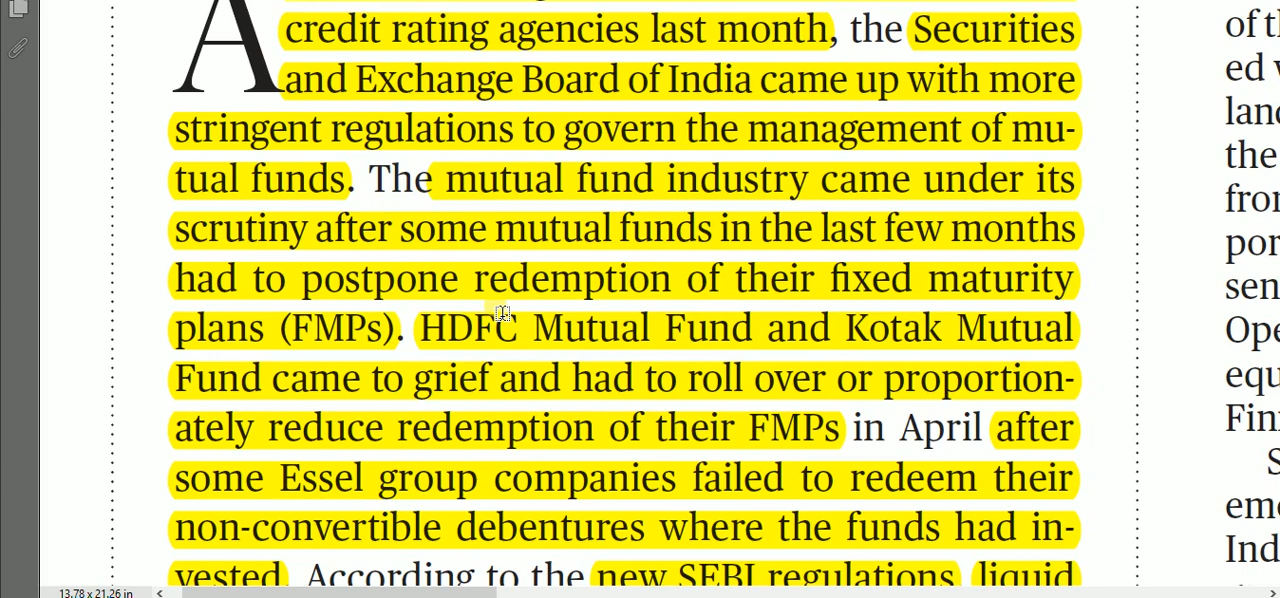 A
credit rating agencies last month, the Securities
and Exchange Board of India came up with more
stringent regulations to govern the management of mu-
tual funds. The mutual fund industry came under its
scrutiny after some mutual funds in the last few months
had to postpone redemption of their fixed maturity
plans (FMPs). HDFC Mutual Fund and Kotak Mutual
Fund came to grief and had to roll over or proportion-
ately reduce redemption of their FMPs in April after
some Essel group companies failed to redeem their
non-convertible debentures where the funds had in-
vested. According to the new SEBI regulations, liquid
of
ed
the
13.78 x 21.26 in